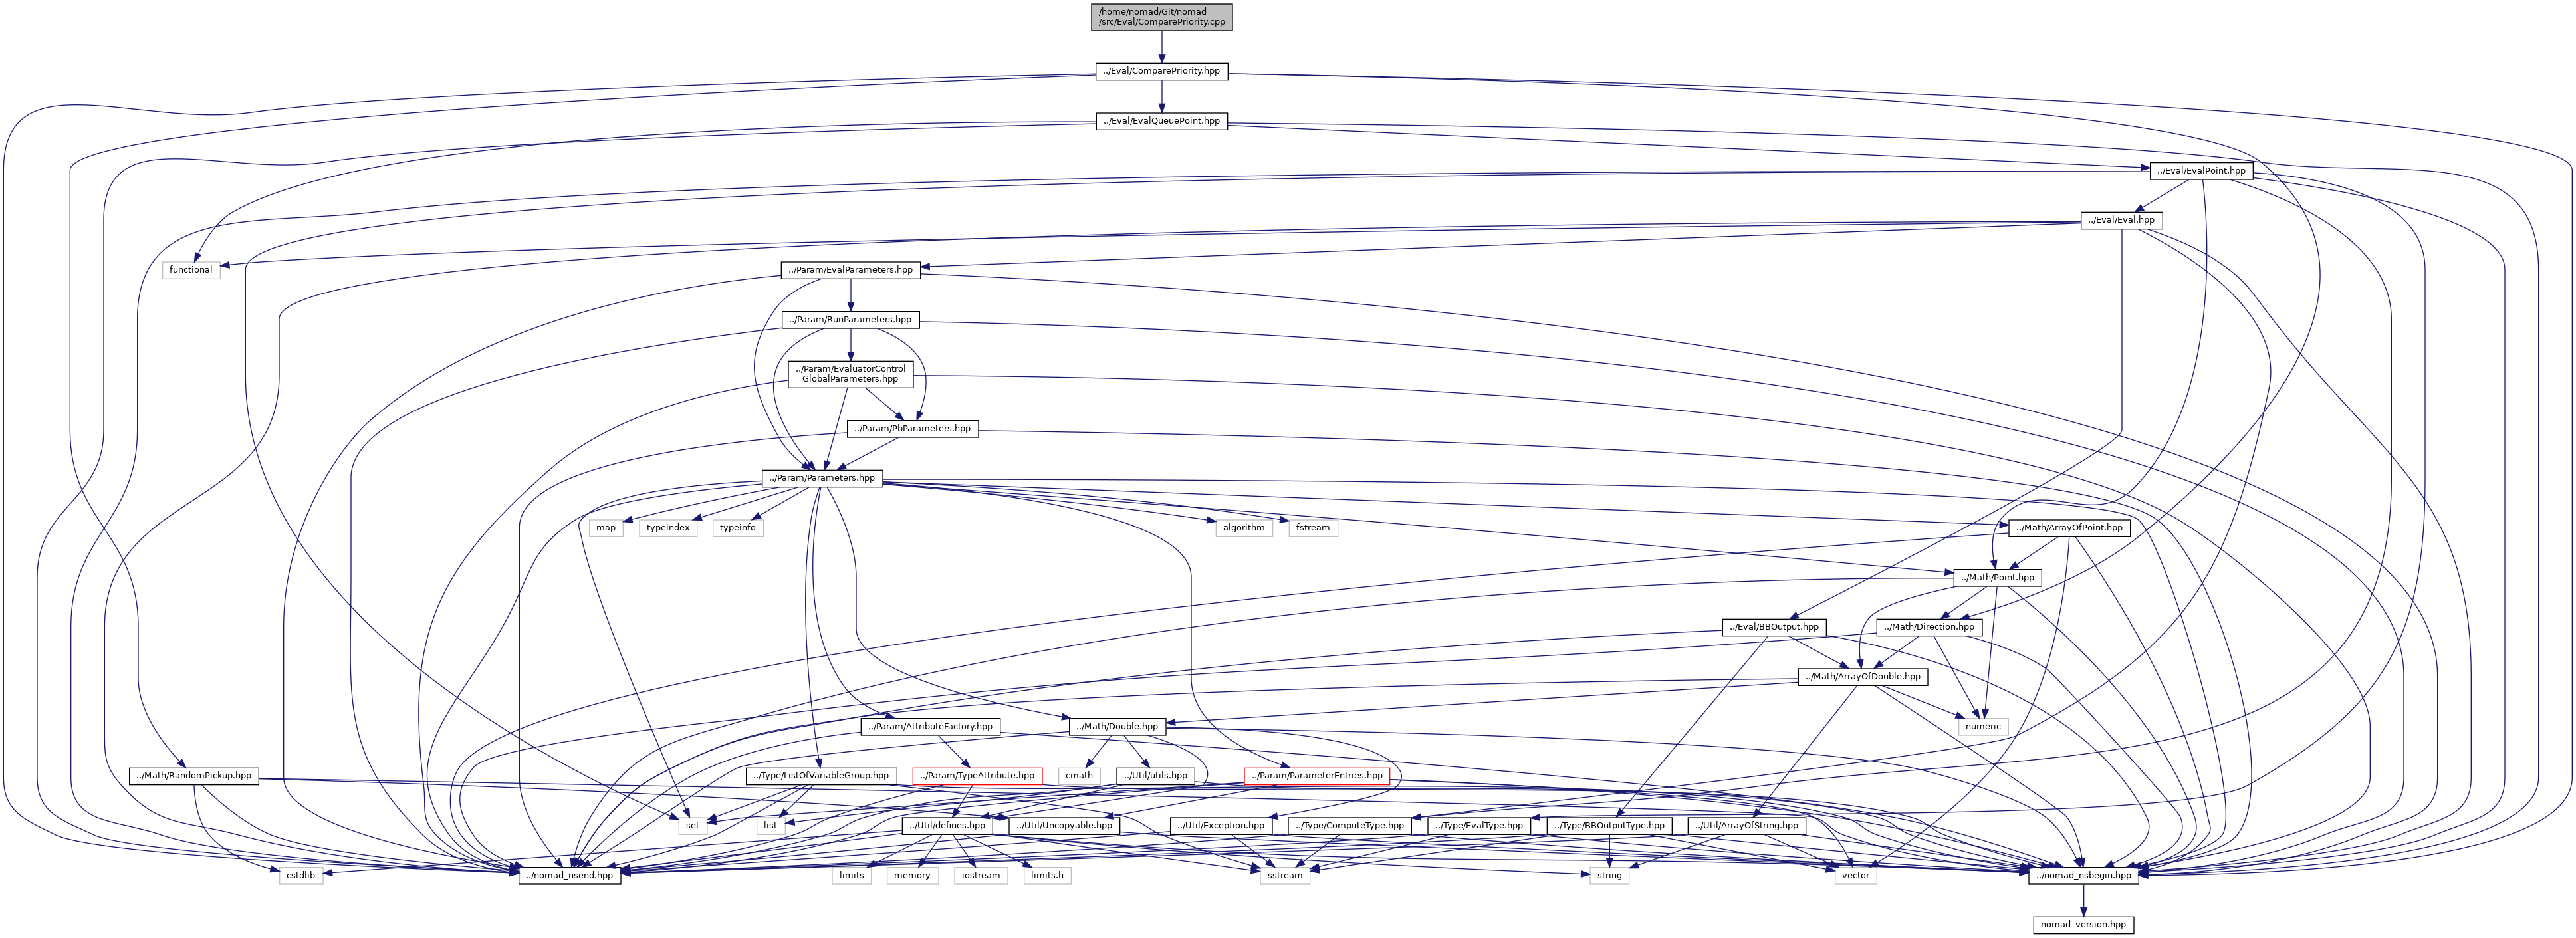 /home/nomad/Git/nomad
/src/Eval/ComparePriority.cpp
../Eval/ComparePriority.hpp
../Eval/EvalQueuePoint.hpp
../Eval/EvalPoint.hpp
../Eval/Eval.hpp
functional
../Param/EvalParameters.hpp
../Param/RunParameters.hpp
../Param/EvaluatorControl
GlobalParameters.hpp
../Param/PbParameters.hpp
../Param/Parameters.hpp
map
typeindex
typeinfo
algorithm
fstream
../Math/ArrayOfPoint.hpp
../Math/Point.hpp
../Eval/BBOutput.hpp
../Math/Direction.hpp
../Math/ArrayOfDouble.hpp
../Param/AttributeFactory.hpp
../Math/Double.hpp
numeric
../Math/RandomPickup.hpp
../Type/ListOfVariableGroup.hpp
../Param/TypeAttribute.hpp
cmath
../Util/utils.hpp
../Param/ParameterEntries.hpp
set
list
../Util/defines.hpp
../Util/Uncopyable.hpp
../Util/Exception.hpp
../Type/ComputeType.hpp
../Type/EvalType.hpp
../Type/BBOutputType.hpp
../Util/ArrayOfString.hpp
cstdlib
../nomad_nsend.hpp
limits
memory
iostream
limits.h
sstream
string
vector
../nomad_nsbegin.hpp
nomad_version.hpp